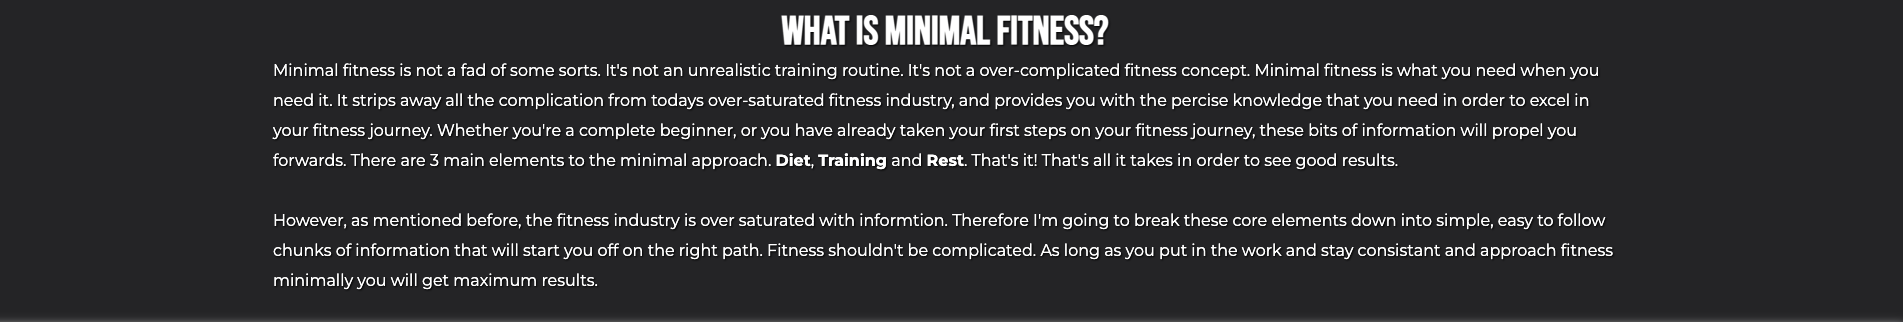 WHAT IS MINIMAL FITNESS?
Minimal fitness is not a fad of some sorts. It's not an unrealistic training routine. It's not a over-complicated fitness concept. Minimal fitness is what you need when you
need it. It strips away all the complication from todays over-saturated fitness industry, and provides you with the percise knowledge that you need in order to excel in
your fitness journey. Whether you're a complete beginner, or you have already taken your first steps on your fitness journey, these bits of information will propel you
forwards. There are 3 main elements to the minimal approach. Diet, Training and Rest. That's it! That's all it takes in order to see good results.
However, as mentioned before, the fitness industry is over saturated with informtion. Therefore I'm going to break these core elements down into simple, easy to follow
chunks of information that will start you off on the right path. Fitness shouldn't be complicated. As long as you put in the work and stay consistant and approach fitness
minimally you will get maximum results.